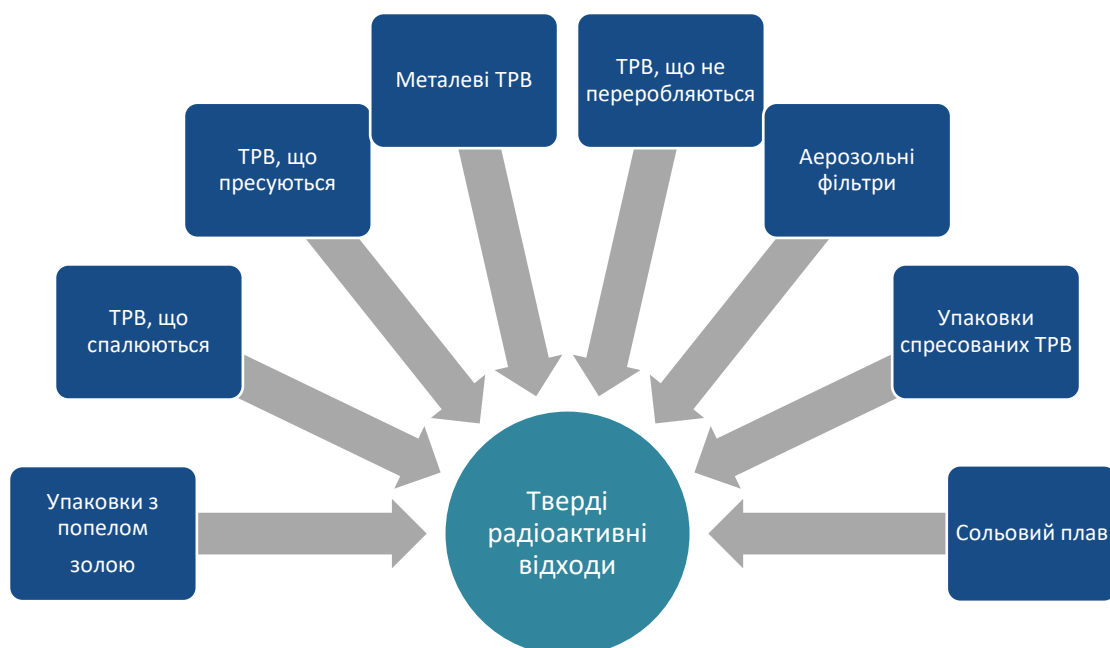 Металеві ТРВ
ТРВ, що не
переробляються
ТРВ, що
пресуються
Аерозольні
фільтри
ТРВ, що
спалюються
Упаковки
спресованих ТРВ
Упаковки з
попелом
золою
Тверді
радіоактивні
відходи
Сольовий плав